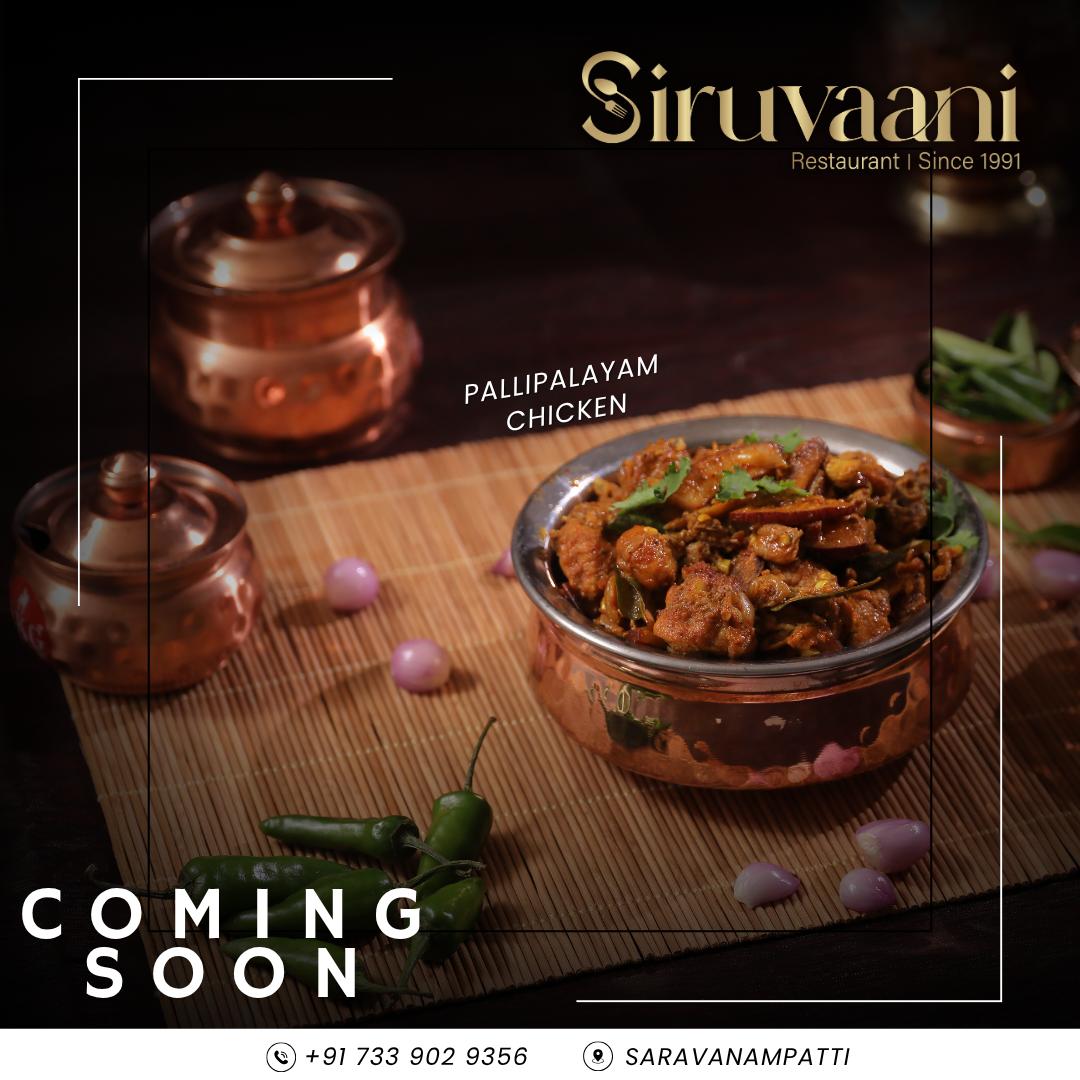 Siruvaani
Restaurant | Since 1991
PALLIPALAYAM
CHICKEN
COMING
SOON
+91 733 902 9356
SARAVANAMPATTI